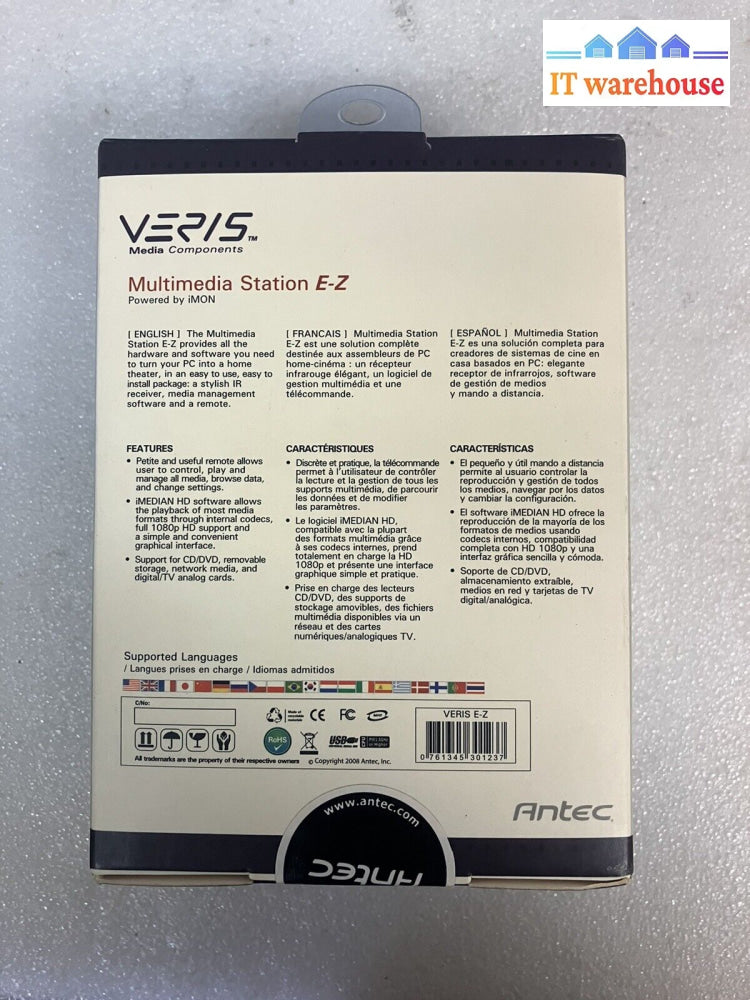 IT warehouse
VERIS™
Media Components
Multimedia Station E-Z
Powered by iMON
[ ENGLISH ] The Multimedia
Station E-Z provides all the
hardware and software you need
to turn your PC into a home
theater, in an easy to use, easy to
install package: a stylish IR
receiver, media management
software and a remote.
[ FRANCAIS ] Multimedia Station
E-Z est une solution complète
destinée aux assembleurs de PC
home-cinéma : un récepteur
infrarouge élégant, un logiciel de
gestion multimédia et une
télécommande.
[ ESPAÑOL ] Multimedia Station
E-Z es una solución completa para
creadores de sistemas de cine en
casa basados en PC: elegante
receptor de infrarrojos, software
de gestión de medios
y mando a distancia.
FEATURES
• Petite and useful remote allows
user to control, play and
manage all media, browse data,
and change settings.
• iMEDIAN HD software allows
the playback of most media
formats through internal codecs,
full 1080p HD support and
a simple and convenient
graphical interface.
• Support for CD/DVD, removable
storage, network media, and
digital/TV analog cards.
CARACTÉRISTIQUES
• Discrète et pratique, la télécommande
permet à l'utilisateur de contrôler
la lecture et la gestion de tous les
supports multimédia, de parcourir
les données et de modifier
les paramètres.
• Le logiciel iMEDIAN HD,
compatible avec la plupart
des formats multimédia grâce
à ses codecs internes, prend
totalement en charge la HD
1080p et présente une interface
graphique simple et pratique.
• Prise en charge des lecteurs
CD/DVD, des supports de
stockage amovibles, des fichiers
multimédia disponibles via un
réseau et des cartes
numériques/analogiques TV.
CARACTERÍSTICAS
• El pequeño y útil mando a distancia
permite al usuario controlar la
reproducción y gestión de todos
los medios, navegar por los datos
y cambiar la configuración.
• El software iMEDIAN HD ofrece la
reproducción de la mayoría de los
formatos de medios usando
codecs internos, compatibilidad
completa con HD 1080p y una
interfaz gráfica sencilla y cómoda.
• Soporte de CD/DVD,
almacenamiento extraíble,
medios en red y tarjetas de TV
digital/analógica.
Supported Languages
/ Langues prises en charge / Idiomas admitidos
C/No:
Made of
recyclable
materials
CE
FC
RoHS
USB
All trademarks are the property of their respective owners
© Copyright 2008 Antec, Inc.
VERIS E-Z
0 761345 301237
Antec
www.antec.com
Antec